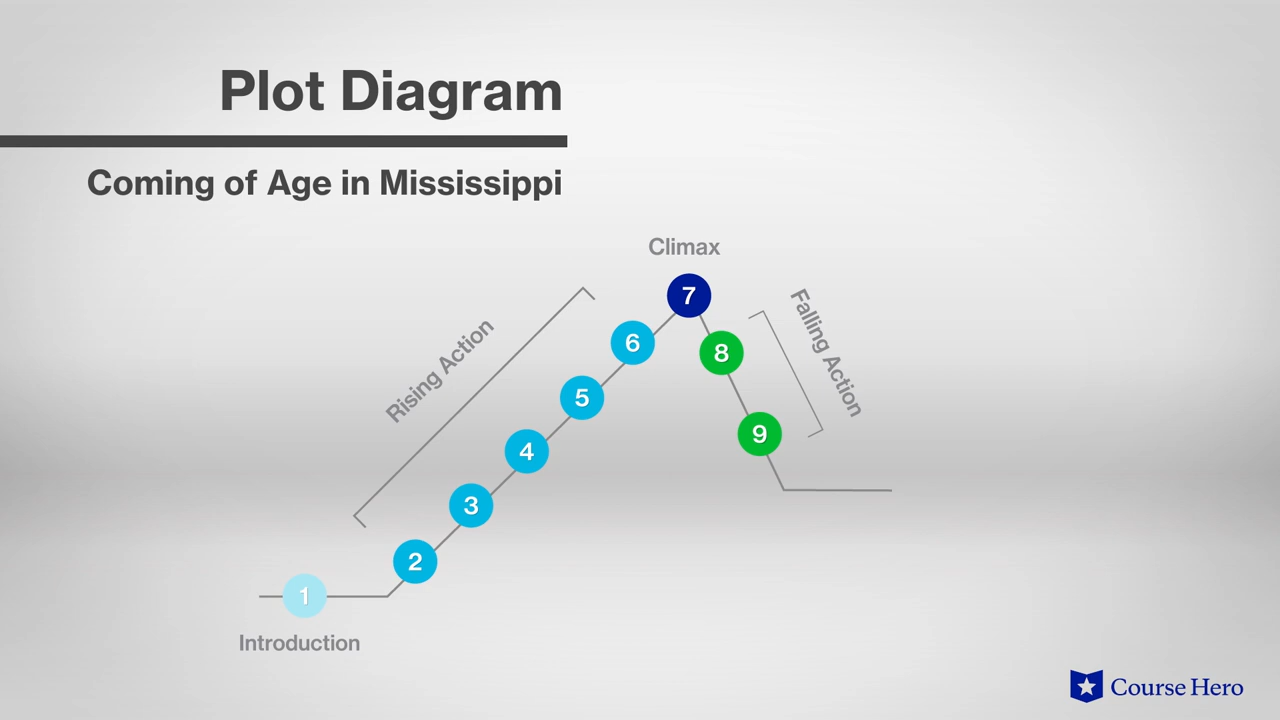 Plot Diagram
Coming of Age in Mississippi
Climax
7
Rising Action
Falling Action
6
8
5
9
4
3
2
1
Introduction
Course Hero